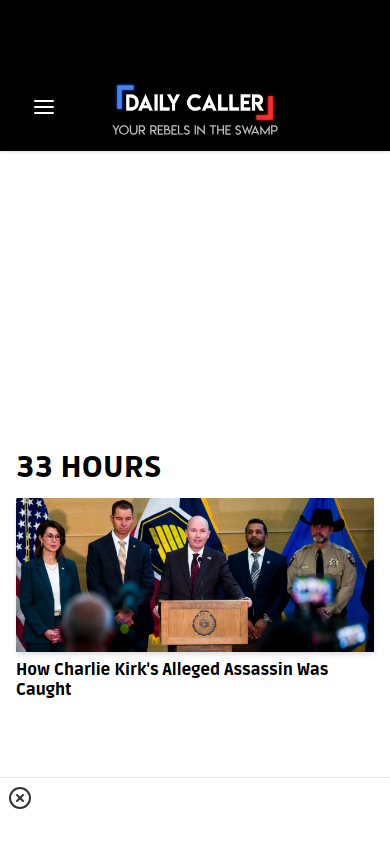 DAILY CALLER
YOUR REBELS IN THE SWAMP
33 HOURS
How Charlie Kirk's Alleged Assassin Was
Caught